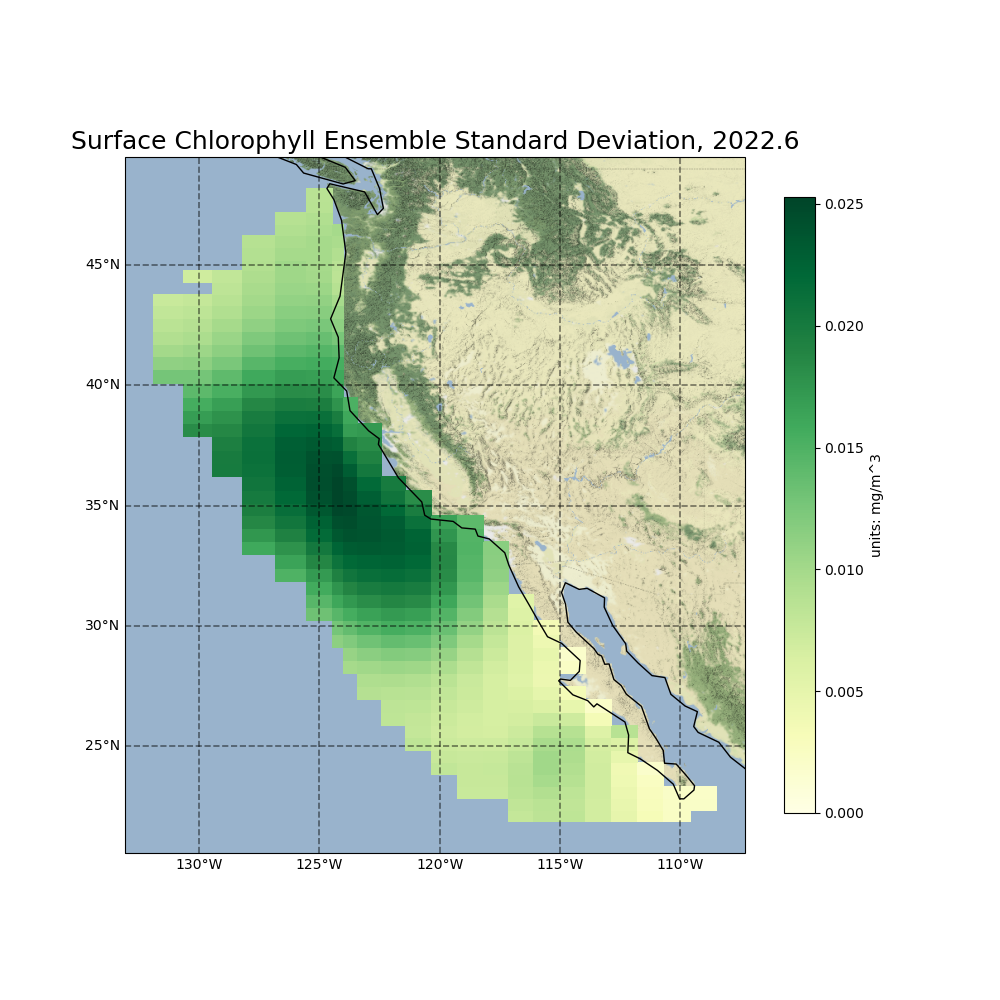 Surface Chlorophyll Ensemble Standard Deviation, 2022.6
45°N
40°N
35°N
30°N
25°N
130°W 125°W 120°W 115°W 110°W
0.025
0.020
0.015
0.010
0.005
0.000
units: mg/m^3